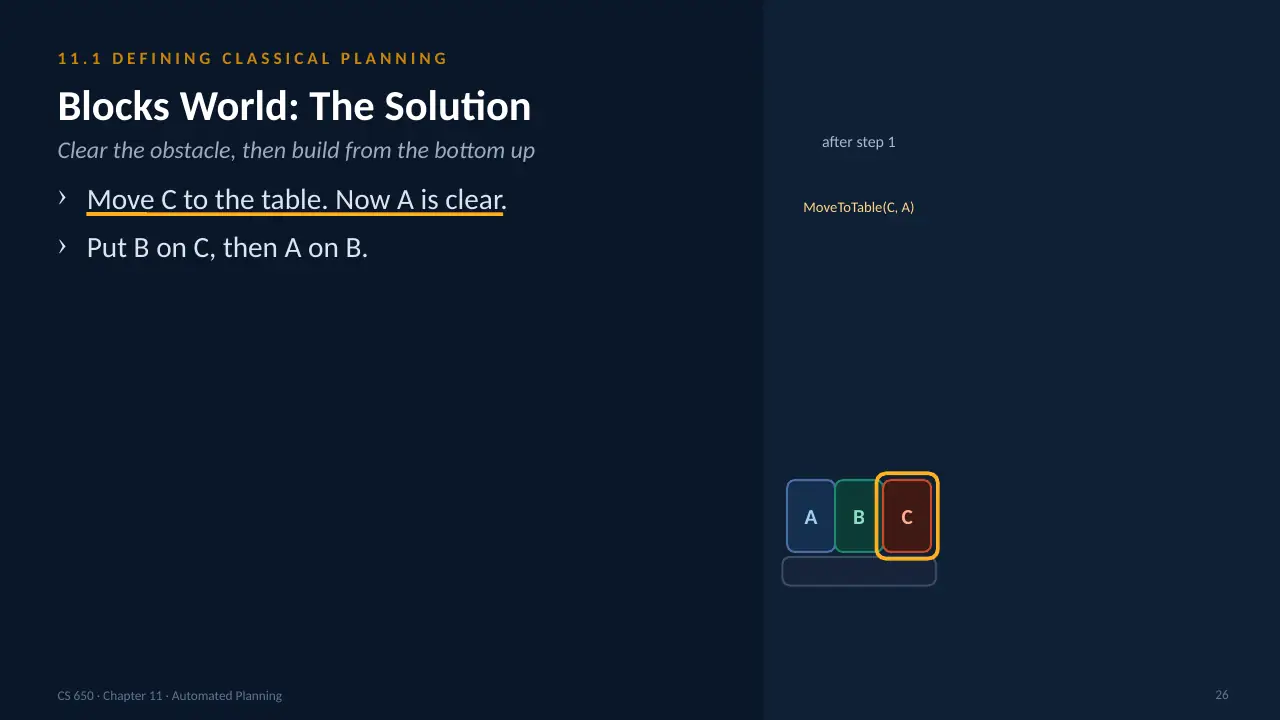 11.1 DEFINING CLASSICAL PLANNING
Blocks World: The Solution
Clear the obstacle, then build from the bottom up
› Move C to the table. Now A is clear.
› Put B on C, then A on B.
after step 1
MoveToTable(C, A)
A B C
CS 650 · Chapter 11 · Automated Planning
26